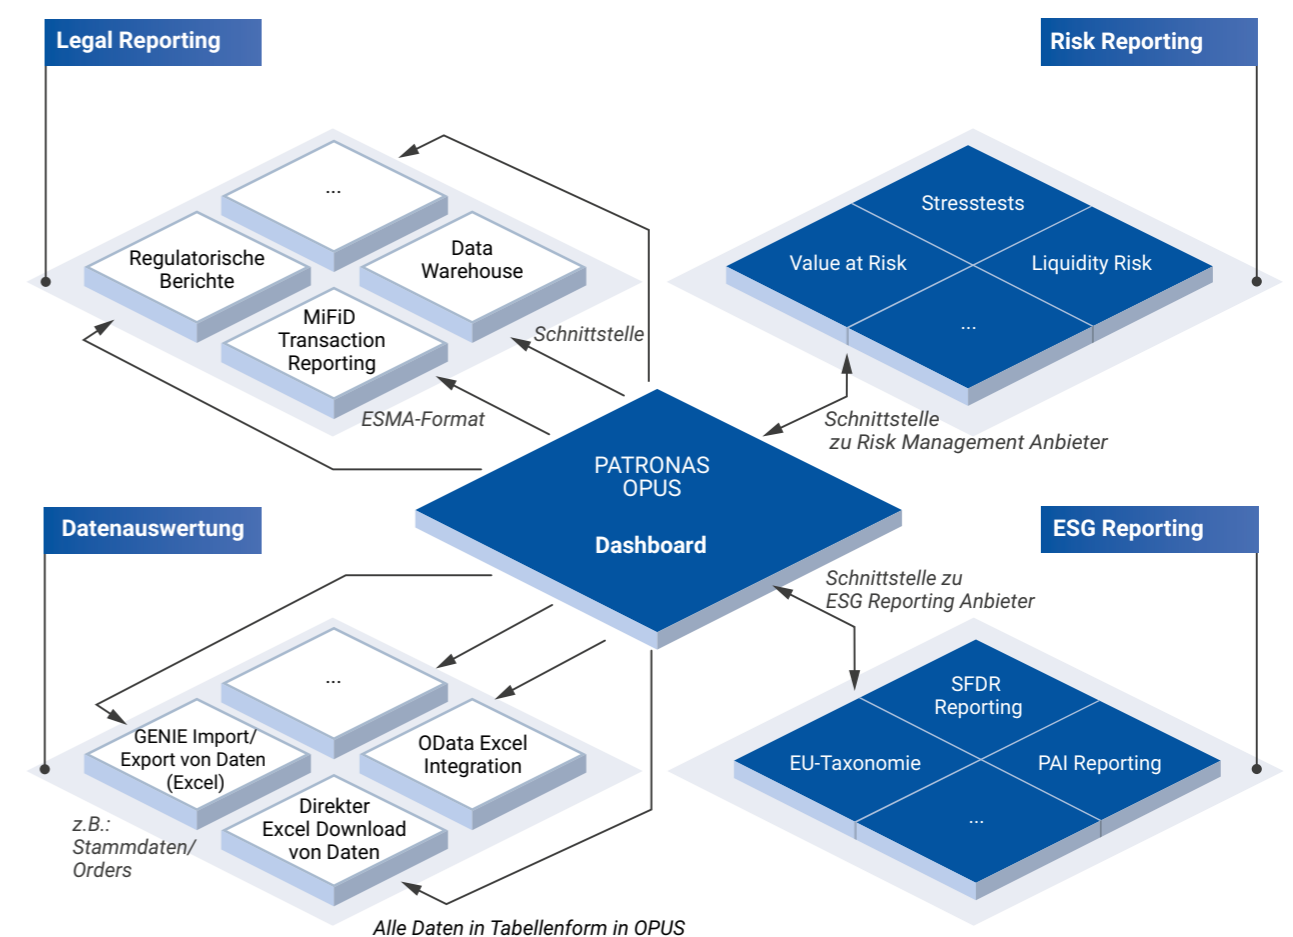 Legal Reporting
Risk Reporting
...
Regulatorische
Berichte
Data
Warehouse
MiFiD
Transaction
Reporting
Schnittstelle
ESMA-Format
Stresstests
Value at Risk
Liquidity Risk
...
Schnittstelle
zu Risk Management Anbieter
PATRONAS
OPUS
Dashboard
Datenauswertung
ESG Reporting
Schnittstelle zu
ESG Reporting Anbieter
...
GENIE Import/
Export von Daten
(Excel)
OData Excel
Integration
Direkter
Excel Download
von Daten
z.B.:
Stammdaten/
Orders
Alle Daten in Tabellenform in OPUS
SFDR
Reporting
EU-Taxonomie
PAI Reporting
...